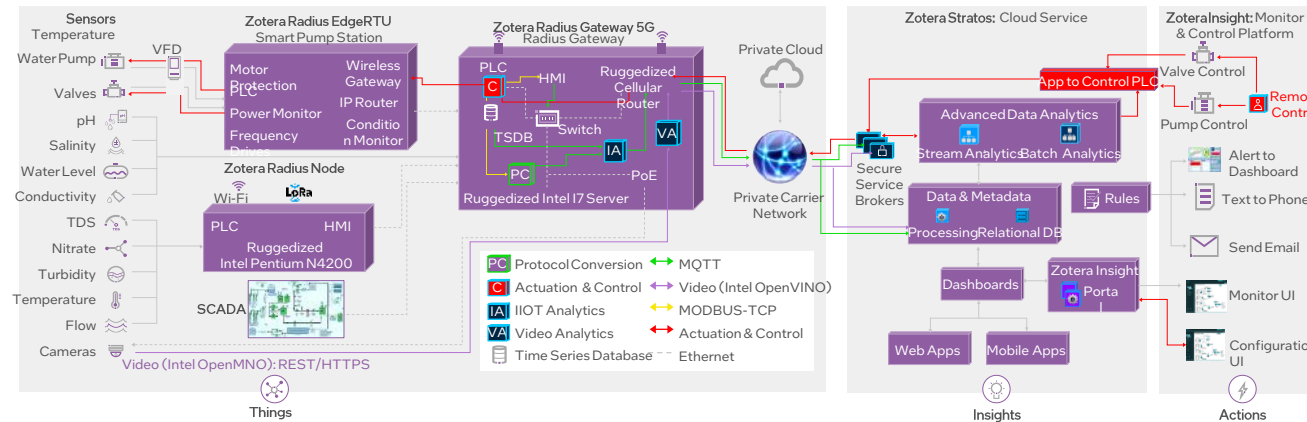 Sensors
Temperature
Water Pump
Valves
pH
Salinity
Water Level
Conductivity
TDS
Nitrate
Turbidity
Temperature
Flow
Cameras
VFD
Zotera Radius EdgeRTU
Smart Pump Station
Motor
Protection
PLC
Power Monitor
Frequency
Drives
Wireless
Gateway
IP Router
Conditio
n Monitor
Zotera Radius Node
Wi-Fi
LoRa
PLC
HMI
Ruggedized
Intel Pentium N4200
SCADA
Video (Intel OpenMNO): REST/HTTPS
Things
Zotera Radius Gateway 5G
Radius Gateway
PLC
C
HMI
Ruggedized
Cellular
Router
TSDB
Switch
IA
VA
PC
PoE
Ruggedized Intel I7 Server
PC Protocol Conversion
C Actuation & Control
IA IIOT Analytics
VA Video Analytics
Time Series Database
MQTT
Video (Intel OpenVINO)
MODBUS-TCP
Actuation & Control
Ethernet
Private Cloud
Private Carrier
Network
Zotera Stratos: Cloud Service
Secure
Service
Brokers
App to Control PLC
Advanced Data Analytics
Stream Analytics
Batch Analytics
Data & Metadata
Processing
Relational DB
Rules
Dashboards
Zotera Insight
Porta
l
Web Apps
Mobile Apps
Insights
Zotera Insight: Monitor
& Control Platform
Valve Control
Pump Control
Remo
Contr
Alert to
Dashboard
Text to Phone
Send Email
Monitor UI
Configuratio
UI
Actions